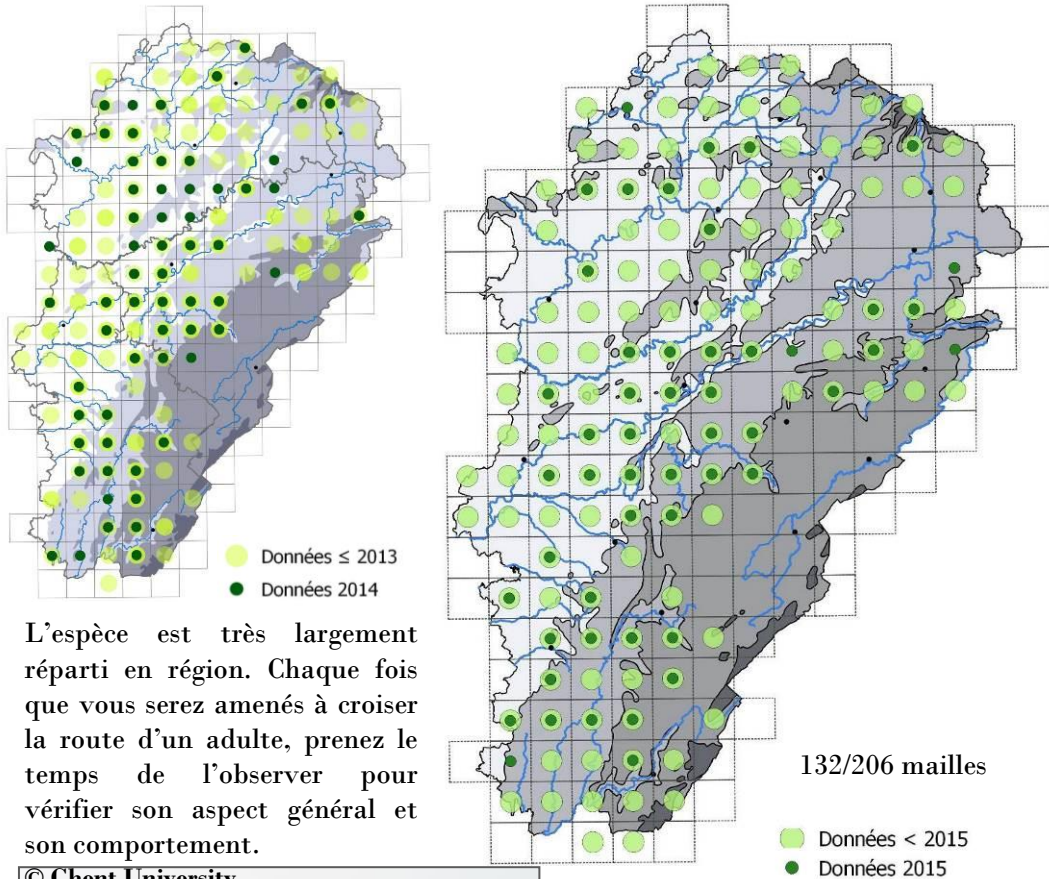 Données ≤ 2013
Données 2014
L'espèce est très largement
réparti en région. Chaque fois
que vous serez amenés à croiser
la route d'un adulte, prenez le
temps de l'observer pour
vérifier son aspect général et
son comportement.
© Ghent University
132/206 mailles
Données < 2015
Données 2015